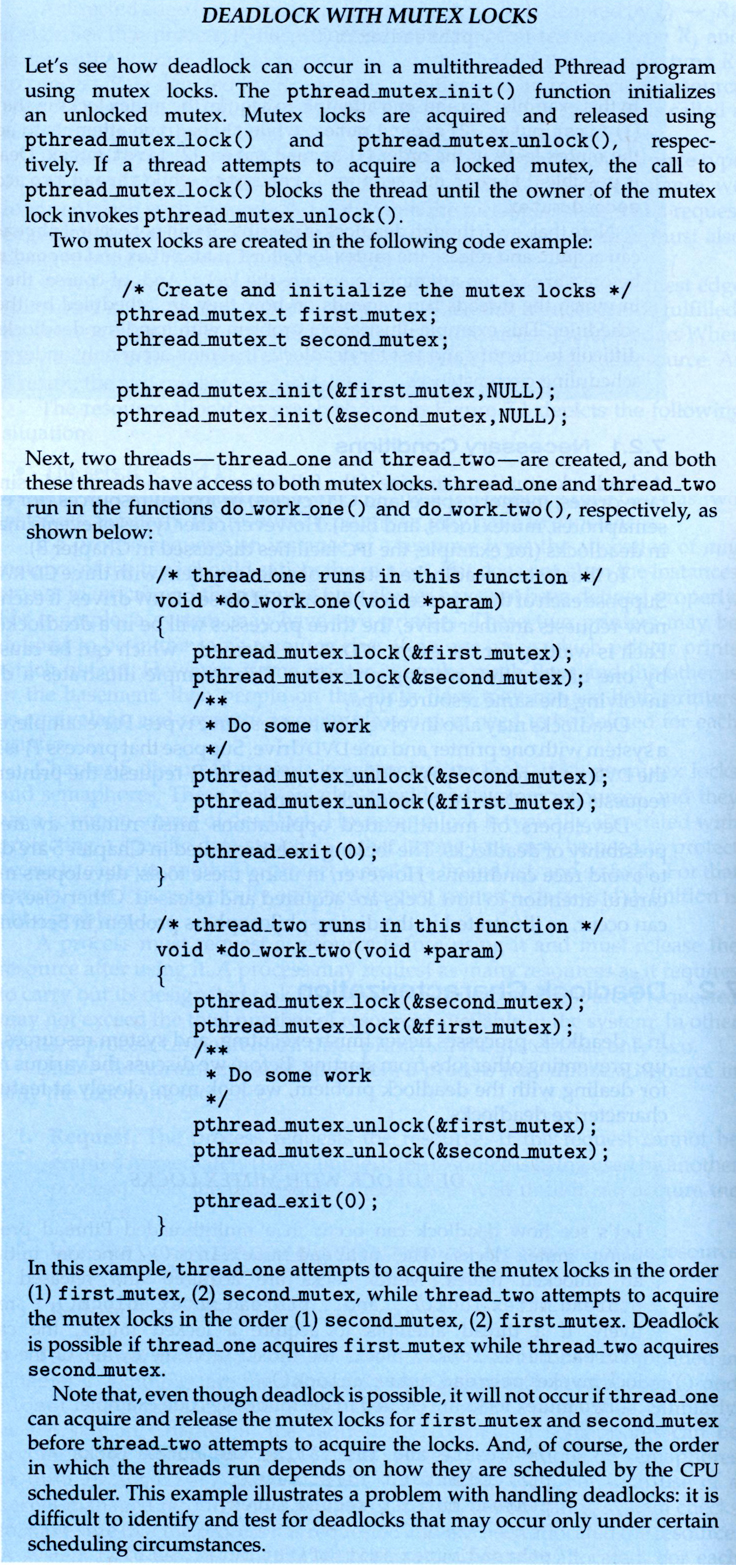 DEADLOCK WITH MUTEX LOCKS
Let's see how deadlock can occur in a multithreaded Pthread program
using mutex locks. The pthread_mutex_init() function initializes
an unlocked mutex. Mutex locks are acquired and released using
pthread_mutex_lock() and pthread_mutex_unlock(), respec-
tively. If a thread attempts to acquire a locked mutex, the call to
pthread_mutex_lock() blocks the thread until the owner of the mutex
lock invokes pthread_mutex_unlock().
Two mutex locks are created in the following code example:
/* Create and initialize the mutex locks */
pthread_mutex_t first_mutex;
pthread_mutex_t second_mutex;
pthread_mutex_init(&first_mutex,NULL);
pthread_mutex_init(&second_mutex,NULL);
Next, two threads—thread_one and thread_two—are created, and both
these threads have access to both mutex locks. thread_one and thread_two
run in the functions do_work_one() and do_work_two(), respectively, as
shown below:
/* thread_one runs in this function */
void *do_work_one(void *param)
{
pthread_mutex_lock(&first_mutex);
pthread_mutex_lock(&second_mutex);
/**
* Do some work
*/
pthread_mutex_unlock(&second_mutex);
pthread_mutex_unlock(&first_mutex);
pthread_exit(0);
}
/* thread_two runs in this function */
void *do_work_two(void *param)
{
pthread_mutex_lock(&second_mutex);
pthread_mutex_lock(&first_mutex);
/**
* Do some work
*/
pthread_mutex_unlock(&first_mutex);
pthread_mutex_unlock(&second_mutex);
pthread_exit(0);
}
In this example, thread_one attempts to acquire the mutex locks in the order
(1) first_mutex, (2) second_mutex, while thread_two attempts to acquire
the mutex locks in the order (1) second_mutex, (2) first_mutex. Deadlock
is possible if thread_one acquires first_mutex while thread_two acquires
second_mutex.
Note that, even though deadlock is possible, it will not occur if thread_one
can acquire and release the mutex locks for first_mutex and second_mutex
before thread_two attempts to acquire the locks. And, of course, the order
in which the threads run depends on how they are scheduled by the CPU
scheduler. This example illustrates a problem with handling deadlocks: it is
difficult to identify and test for deadlocks that may occur only under certain
scheduling circumstances.